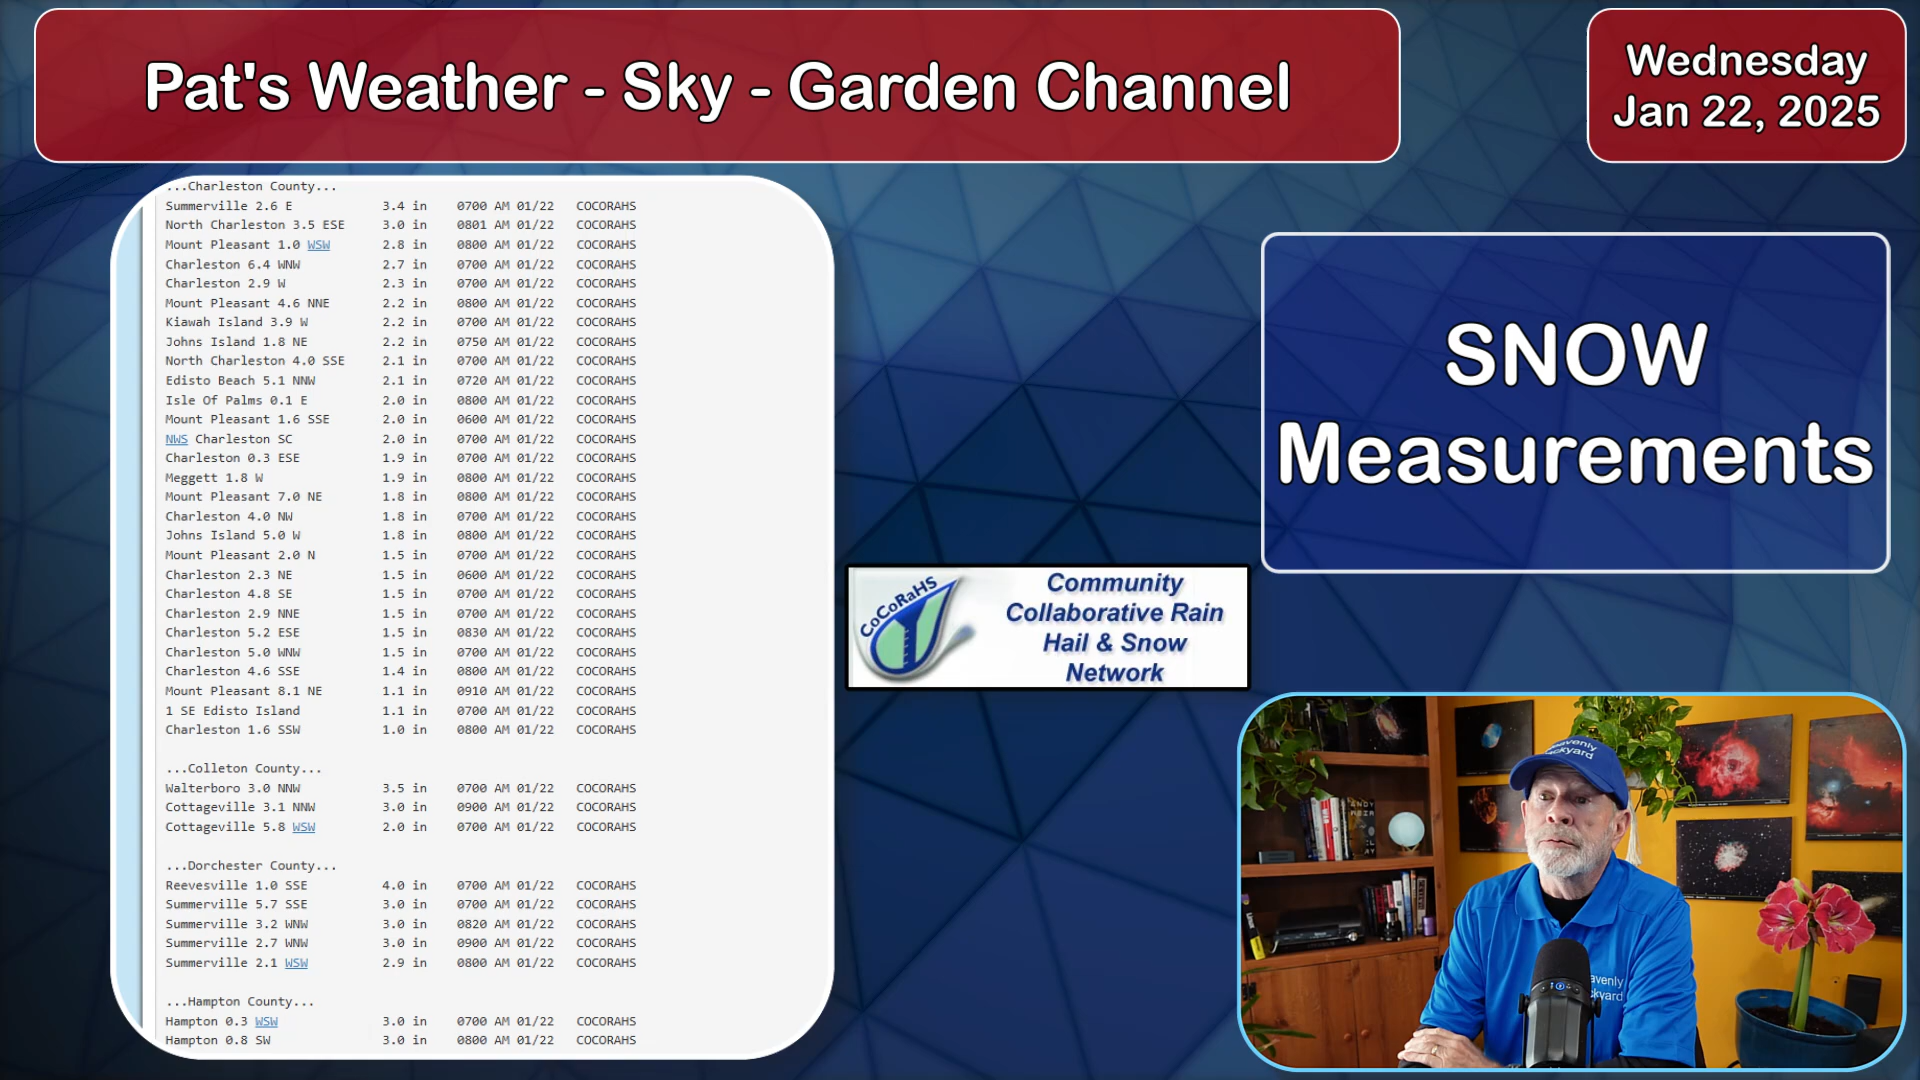 Pat's Weather - Sky - Garden Channel
Wednesday
Jan 22, 2025
...Charleston County...
Summerville 2.6 E 3.4 in 0700 AM 01/22 COCORAHS
North Charleston 3.5 ESE 3.0 in 0801 AM 01/22 COCORAHS
Mount Pleasant 1.0 WSW 2.8 in 0800 AM 01/22 COCORAHS
Charleston 6.4 WNW 2.7 in 0700 AM 01/22 COCORAHS
Charleston 2.9 W 2.3 in 0700 AM 01/22 COCORAHS
Mount Pleasant 4.6 NNE 2.2 in 0800 AM 01/22 COCORAHS
Kiawah Island 3.9 W 2.2 in 0700 AM 01/22 COCORAHS
Johns Island 1.8 NE 2.2 in 0750 AM 01/22 COCORAHS
North Charleston 4.0 SSE 2.1 in 0700 AM 01/22 COCORAHS
Edisto Beach 5.1 NNW 2.1 in 0720 AM 01/22 COCORAHS
Isle Of Palms 0.1 E 2.0 in 0800 AM 01/22 COCORAHS
Mount Pleasant 1.6 SSE 2.0 in 0600 AM 01/22 COCORAHS
NWS Charleston SC 2.0 in 0700 AM 01/22 COCORAHS
Charleston 0.3 ESE 1.9 in 0700 AM 01/22 COCORAHS
Meggett 1.8 W 1.9 in 0800 AM 01/22 COCORAHS
Mount Pleasant 7.0 NE 1.8 in 0800 AM 01/22 COCORAHS
Charleston 4.0 NW 1.8 in 0700 AM 01/22 COCORAHS
Johns Island 5.0 W 1.8 in 0800 AM 01/22 COCORAHS
Mount Pleasant 2.0 N 1.5 in 0700 AM 01/22 COCORAHS
Charleston 2.3 NE 1.5 in 0600 AM 01/22 COCORAHS
Charleston 4.8 SE 1.5 in 0700 AM 01/22 COCORAHS
Charleston 2.9 NNE 1.5 in 0700 AM 01/22 COCORAHS
Charleston 5.2 ESE 1.5 in 0830 AM 01/22 COCORAHS
Charleston 5.0 WNW 1.5 in 0700 AM 01/22 COCORAHS
Charleston 4.6 SSE 1.4 in 0800 AM 01/22 COCORAHS
Mount Pleasant 8.1 NE 1.1 in 0910 AM 01/22 COCORAHS
1 SE Edisto Island 1.1 in 0700 AM 01/22 COCORAHS
Charleston 1.6 SSW 1.0 in 0800 AM 01/22 COCORAHS
...Colleton County...
Walterboro 3.0 NNW 3.5 in 0700 AM 01/22 COCORAHS
Cottageville 3.1 NNW 3.0 in 0900 AM 01/22 COCORAHS
Cottageville 5.8 WSW 2.0 in 0700 AM 01/22 COCORAHS
...Dorchester County...
Reevesville 1.0 SSE 4.0 in 0700 AM 01/22 COCORAHS
Summerville 5.7 SSE 3.0 in 0700 AM 01/22 COCORAHS
Summerville 3.2 WNW 3.0 in 0820 AM 01/22 COCORAHS
Summerville 2.7 WNW 3.0 in 0900 AM 01/22 COCORAHS
Summerville 2.1 WSW 2.9 in 0800 AM 01/22 COCORAHS
...Hampton County...
Hampton 0.3 WSW 3.0 in 0700 AM 01/22 COCORAHS
Hampton 0.8 SW 3.0 in 0800 AM 01/22 COCORAHS
SNOW
Measurements
CoCoRaHS
Community
Collaborative Rain
Hail & Snow
Network
eavenly
ckyard
ANDY
avenly
kyard